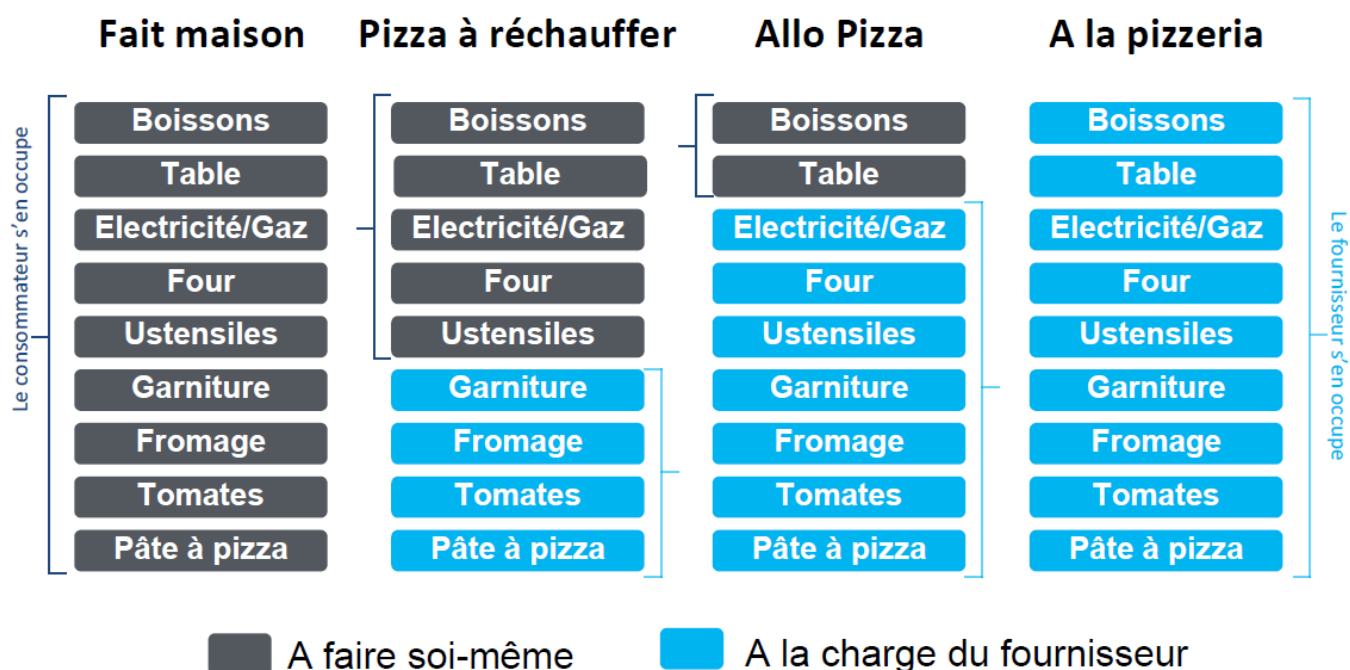 Fait maison
Pizza à réchauffer
Allo Pizza
A la pizzeria
Le consommateur s'en occupe
Boissons
Table
Electricité/Gaz
Four
Ustensiles
Garniture
Fromage
Tomates
Pâte à pizza
Boissons
Table
Electricité/Gaz
Four
Ustensiles
Garniture
Fromage
Tomates
Pâte à pizza
Boissons
Table
Electricité/Gaz
Four
Ustensiles
Garniture
Fromage
Tomates
Pâte à pizza
Boissons
Table
Electricité/Gaz
Four
Ustensiles
Garniture
Fromage
Tomates
Pâte à pizza
Le fournisseur s'en occupe
A faire soi-même
A la charge du fournisseur